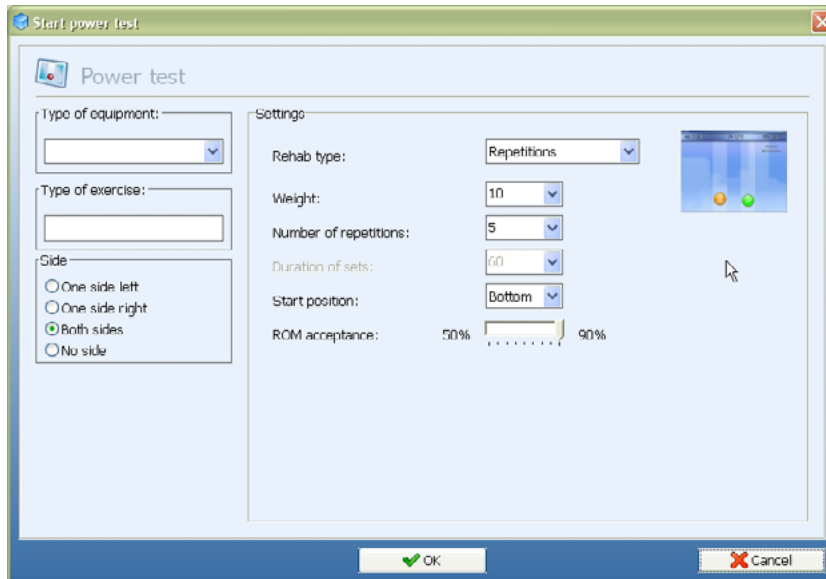 Start power test
Power test
Type of equipment:
Type of exercise:
Side
One side left
One side right
Both sides
No side
Settings
Rehab type: Repetitions
Weight: 10
Number of repetitions: 5
Duration of sets: 60
Start position: Bottom
ROM acceptance: 50% 90%
OK
Cancel